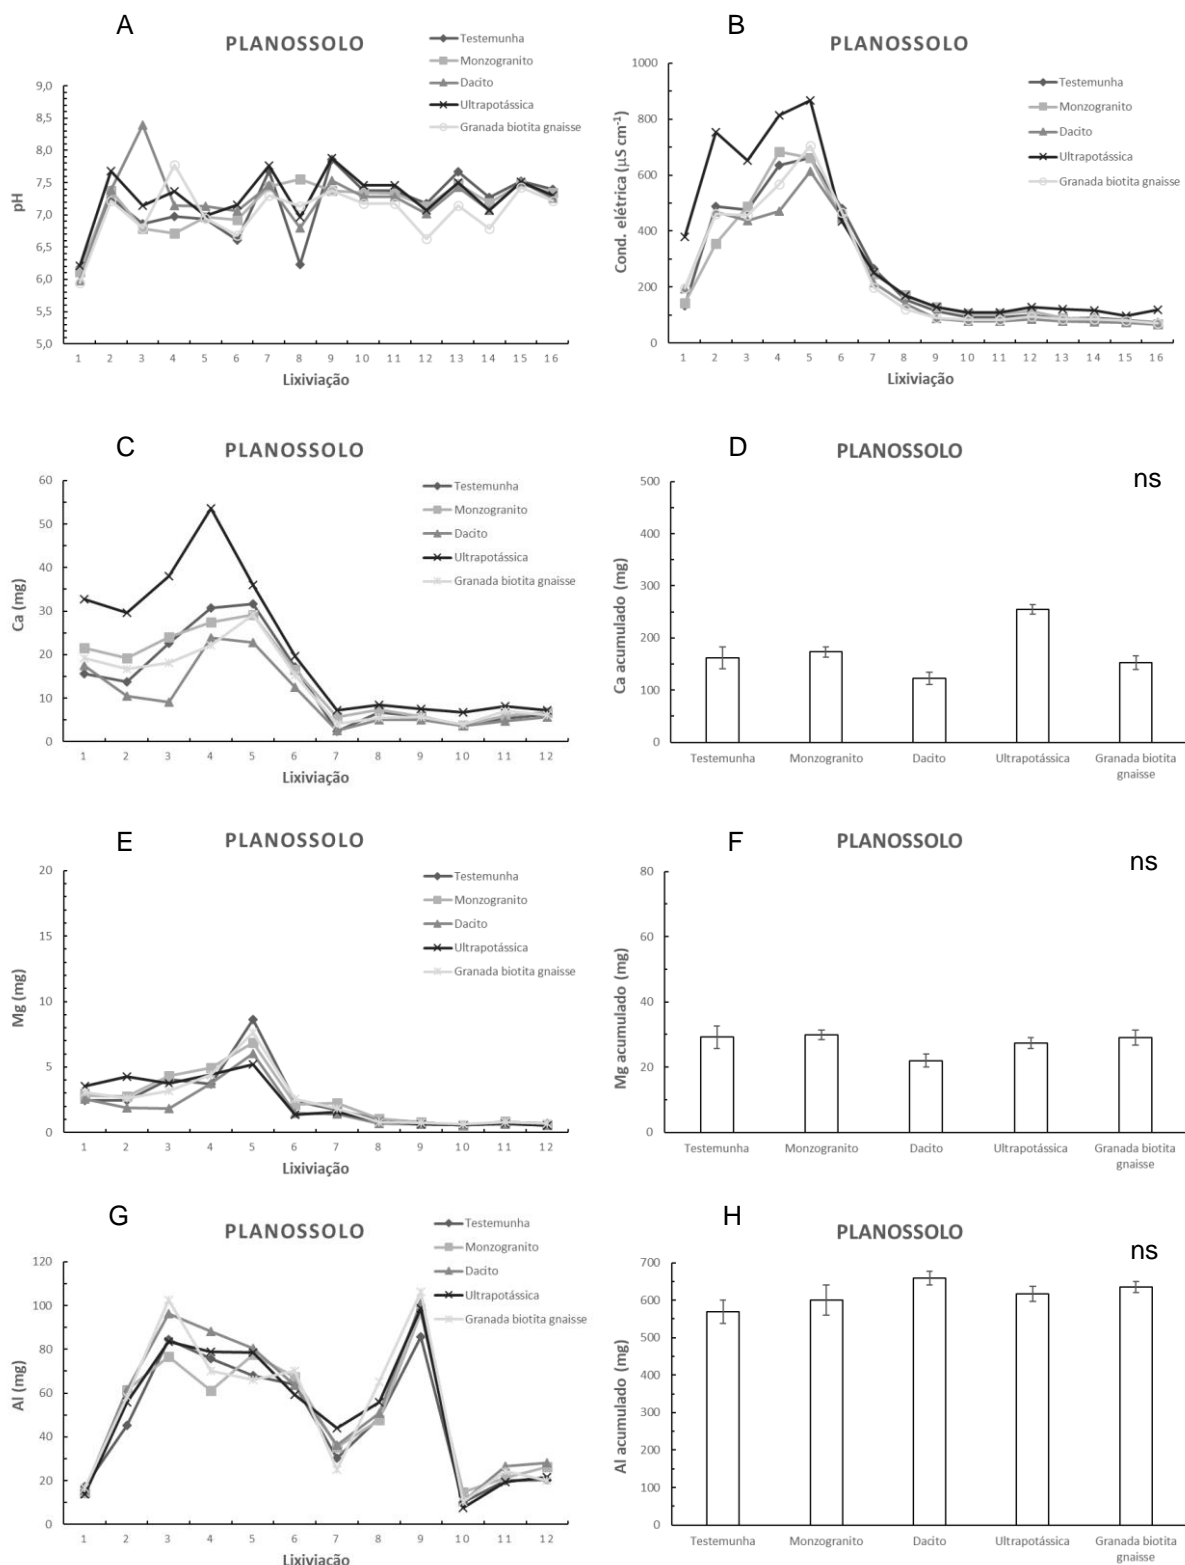 A
PLANOSSOLO
Testemunha
Monzogranito
Dacito
Ultrapotássica
Granada biotita gnaisse
9,0
8,5
8,0
7,5
7,0
6,5
6,0
5,5
5,0
pH
1 2 3 4 5 6 7 8 9 10 11 12 13 14 15 16
Lixiviação
B
PLANOSSOLO
Testemunha
Monzogranito
Dacito
Ultrapotássica
Granada biotita gnaisse
1000
800
600
400
200
0
Cond. elétrica (µS cm⁻¹)
1 2 3 4 5 6 7 8 9 10 11 12 13 14 15 16
Lixiviação
C
PLANOSSOLO
Testemunha
Monzogranito
Dacito
Ultrapotássica
Granada biotita gnaisse
60
50
40
30
20
10
0
Ca (mg)
1 2 3 4 5 6 7 8 9 10 11 12
Lixiviação
D
PLANOSSOLO
ns
500
400
300
200
100
0
Ca acumulado (mg)
Testemunha Monzogranito Dacito Ultrapotássica Granada biotita
gnaisse
E
PLANOSSOLO
Testemunha
Monzogranito
Dacito
Ultrapotássica
Granada biotita gnaisse
20
15
10
5
0
Mg (mg)
1 2 3 4 5 6 7 8 9 10 11 12
Lixiviação
F
PLANOSSOLO
ns
80
60
40
20
0
Mg acumulado (mg)
Testemunha Monzogranito Dacito Ultrapotássica Granada biotita
gnaisse
G
PLANOSSOLO
Testemunha
Monzogranito
Dacito
Ultrapotássica
Granada biotita gnaisse
120
100
80
60
40
20
0
Al (mg)
1 2 3 4 5 6 7 8 9 10 11 12
Lixiviação
H
PLANOSSOLO
ns
700
600
500
400
300
200
100
0
Al acumulado (mg)
Testemunha Monzogranito Dacito Ultrapotássica Granada biotita
gnaisse